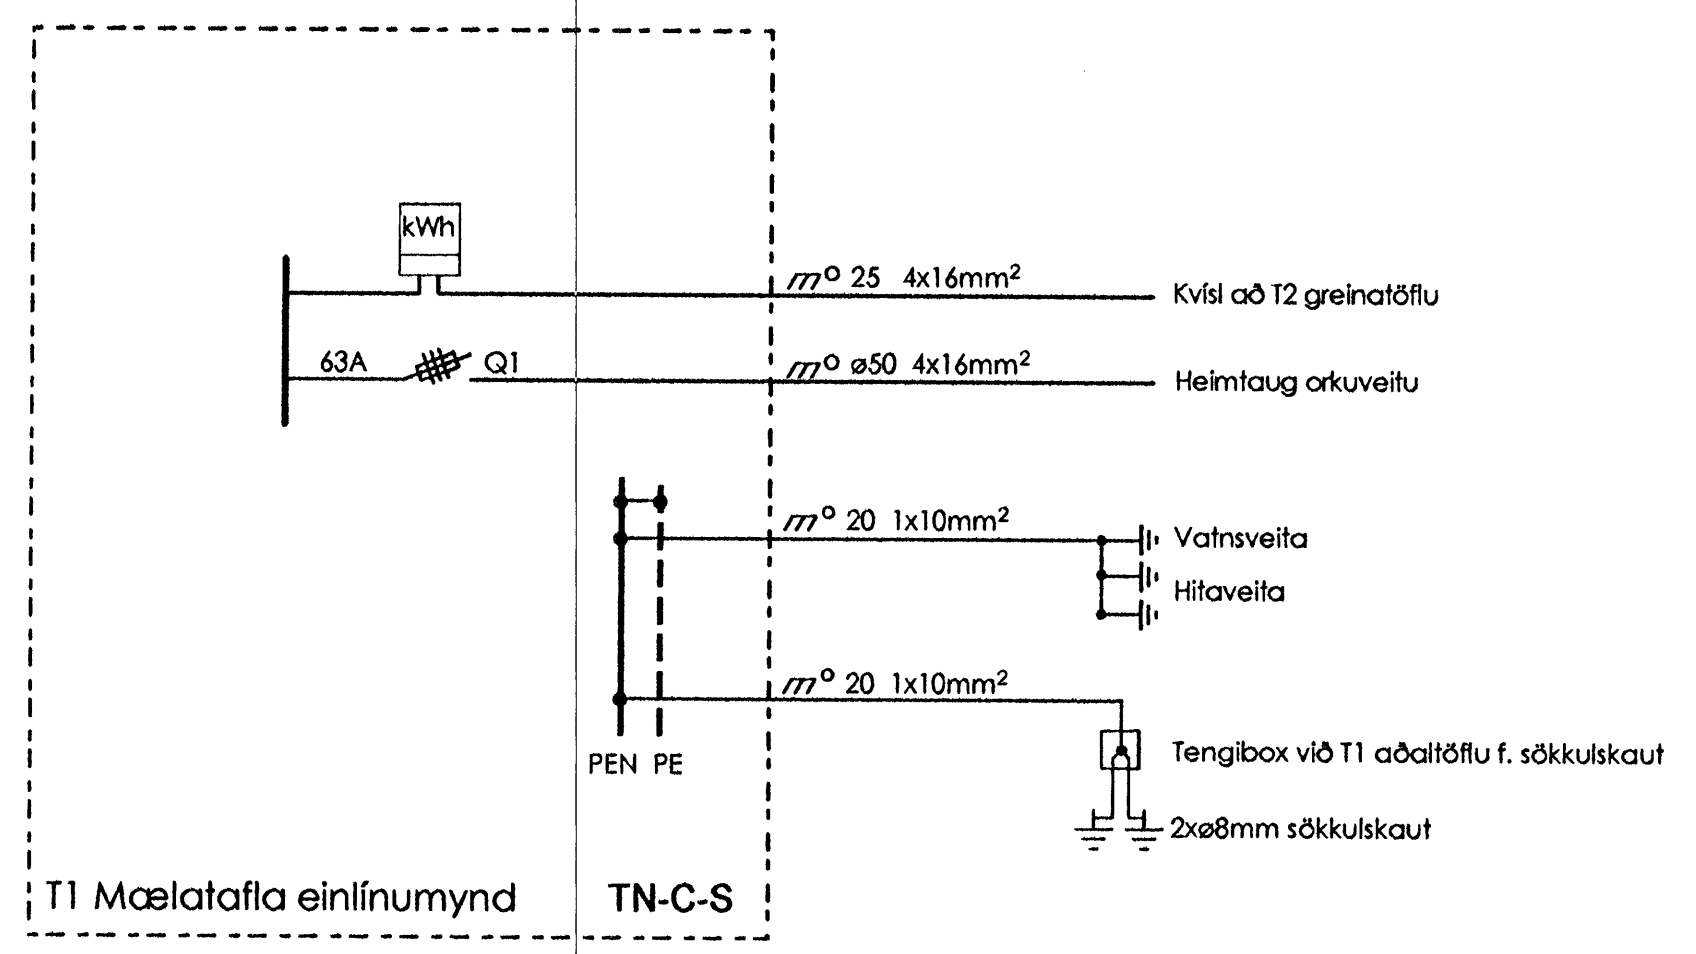 kWh
m° 25 4x16mm² Kvísl að T2 greinatöflu
63A Q1 m° ø50 4x16mm² Heimtaug orkuveitu
m° 20 1x10mm² Vatnsveita
Hitaveita
m° 20 1x10mm²
PEN PE Tengibox við T1 aðaltöflu f. sökkulskaut
2xø8mm sökkulskaut
T1 Mælatafla einlínumynd TN-C-S